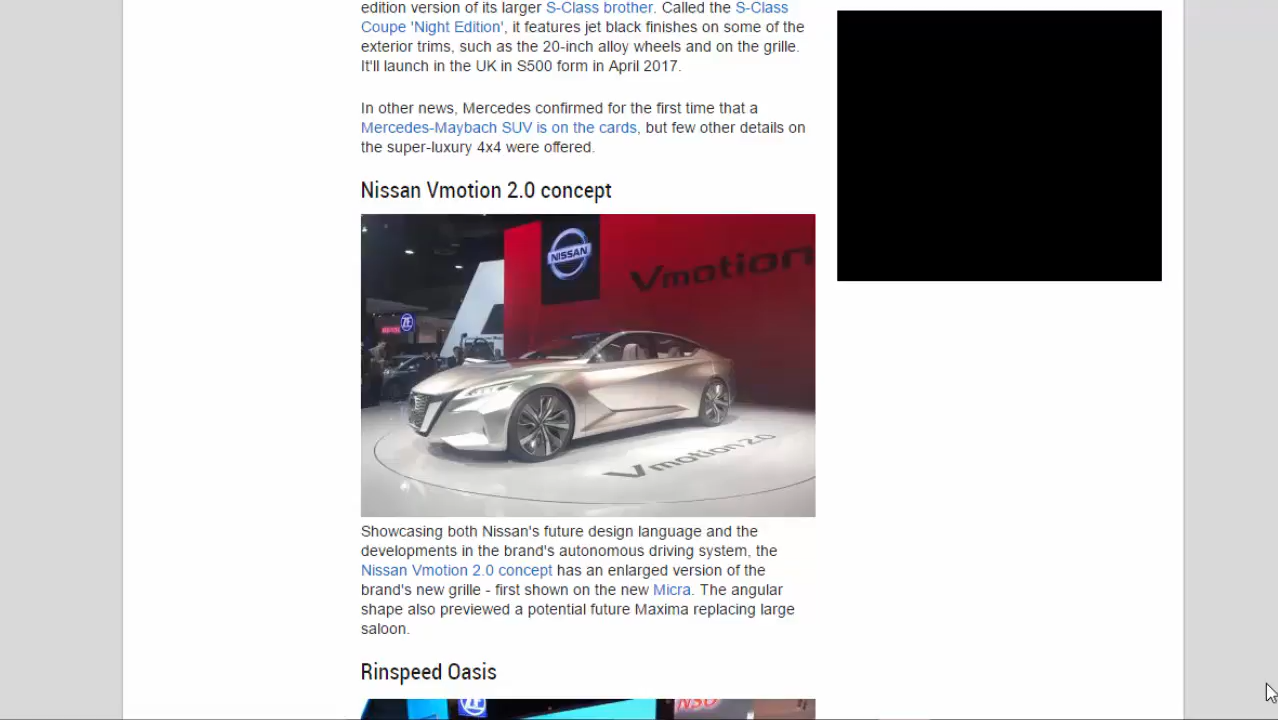 edition version of its larger S-Class brother. Called the S-Class
Coupe 'Night Edition', it features jet black finishes on some of the
exterior trims, such as the 20-inch alloy wheels and on the grille.
It'll launch in the UK in S500 form in April 2017.
In other news, Mercedes confirmed for the first time that a
Mercedes-Maybach SUV is on the cards, but few other details on
the super-luxury 4x4 were offered.
Nissan Vmotion 2.0 concept
NISSAN
Vmotion
ZF
Vmotion 2.0
Showcasing both Nissan's future design language and the
developments in the brand's autonomous driving system, the
Nissan Vmotion 2.0 concept has an enlarged version of the
brand's new grille - first shown on the new Micra. The angular
shape also previewed a potential future Maxima replacing large
saloon.
Rinspeed Oasis
ZF